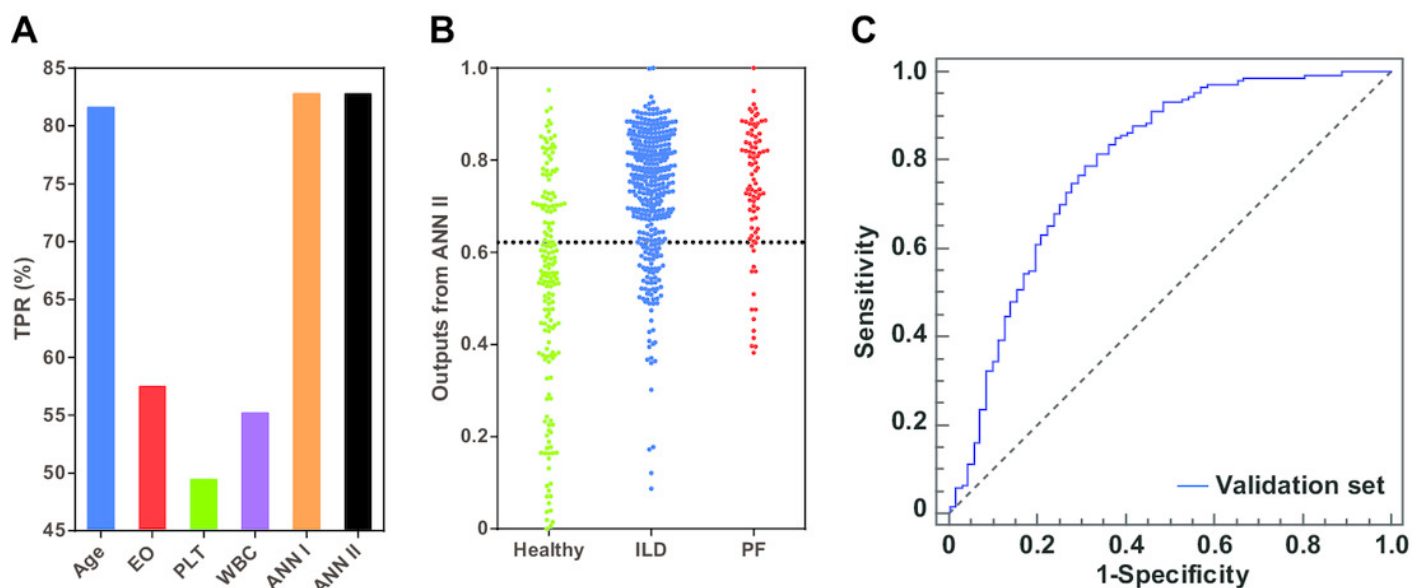 A
TPR (%)
85
80
75
70
65
60
55
50
45
Age
EO
PLT
WBC
ANN I
ANN II
B
Outputs from ANN II
1.0
0.8
0.6
0.4
0.2
0
Healthy
ILD
PF
C
Sensitivity
1.0
0.8
0.6
0.4
0.2
0
Validation set
0 0.2 0.4 0.6 0.8 1.0
1-Specificity